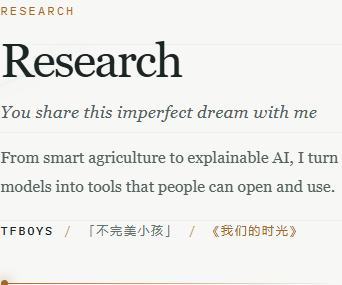 RESEARCH
Research
You share this imperfect dream with me
From smart agriculture to explainable AI, I turn
models into tools that people can open and use.
TFBOYS / 「不完美小孩」 / 《我们的时光》